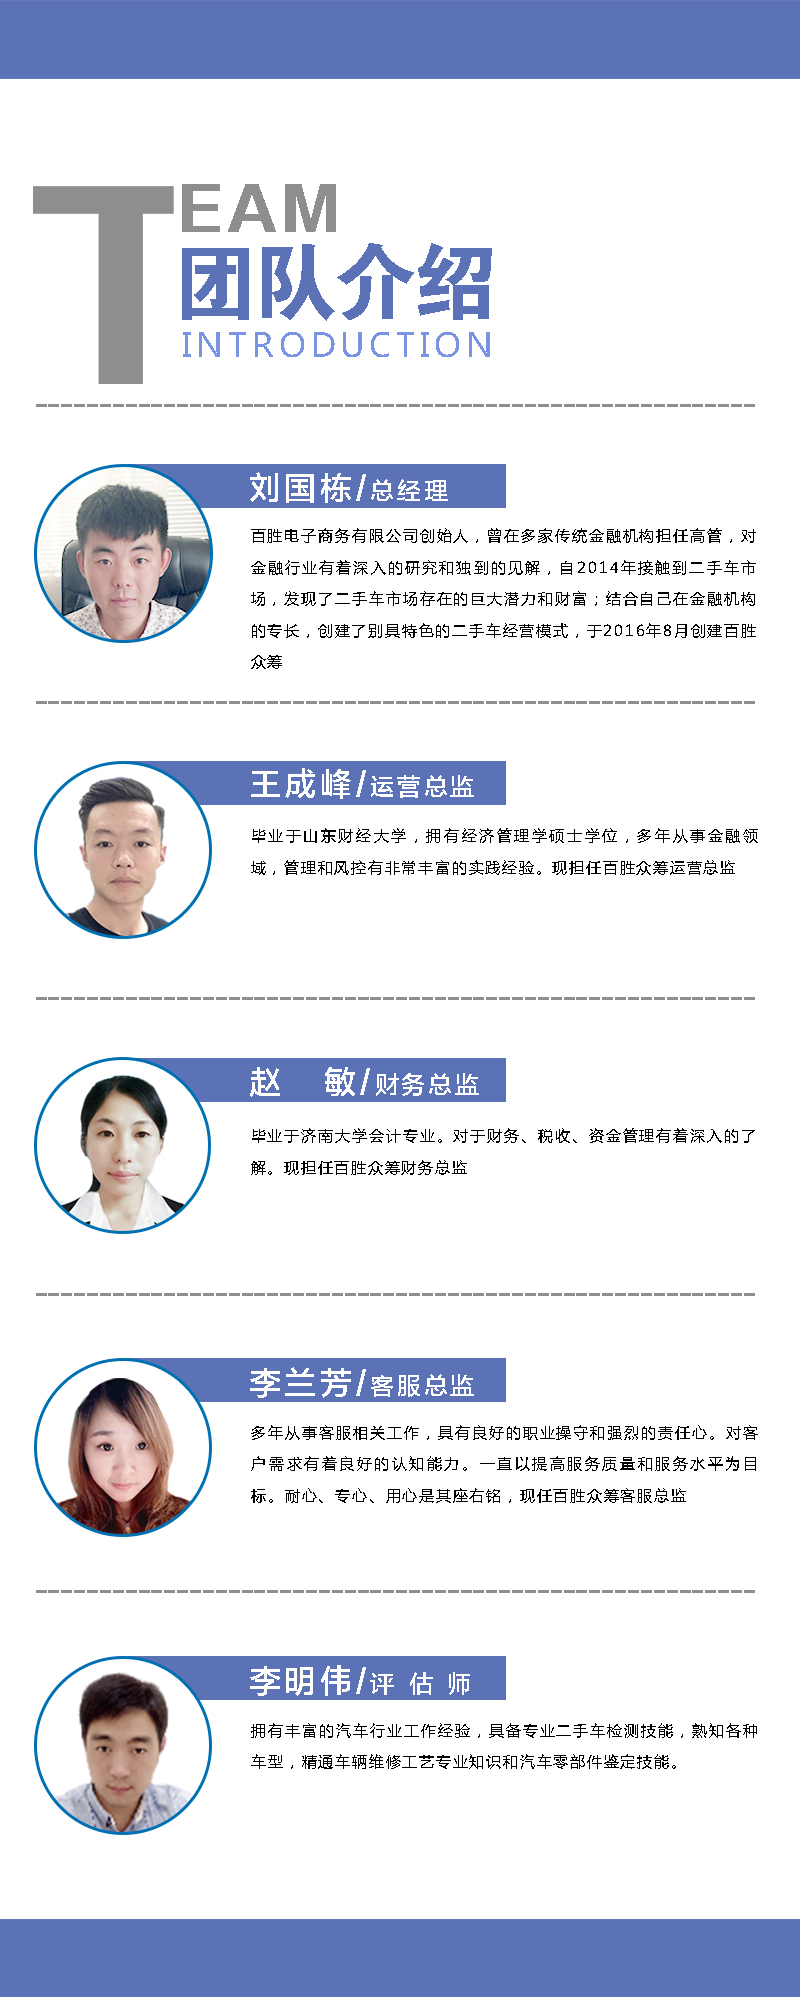 TEAM
团队介绍
INTRODUCTION
刘国栋/总经理
百胜电子商务有限公司创始人，曾在多家传统金融机构担任高管，对
金融行业有着深入的研究和独到的见解，自2014年接触到二手车市
场，发现了二手车市场存在的巨大潜力和财富；结合自己在金融机构
的专长，创建了别具特色的二手车经营模式，于2016年8月创建百胜
众筹
王成峰/运营总监
毕业于山东财经大学，拥有经济管理学硕士学位，多年从事金融领
域，管理和风控有非常丰富的实践经验。现担任百胜众筹运营总监
赵 敏/财务总监
毕业于济南大学会计专业。对于财务、税收、资金管理有着深入的了
解。现担任百胜众筹财务总监
李兰芳/客服总监
多年从事客服相关工作，具有良好的职业操守和强烈的责任心。对客
户需求有着良好的认知能力。一直以提高服务质量和服务水平为目
标。耐心、专心、用心是其座右铭，现任百胜众筹客服总监
李明伟/评 估 师
拥有丰富的汽车行业工作经验，具备专业二手车检测技能，熟知各种
车型，精通车辆维修工艺专业知识和汽车零部件鉴定技能。